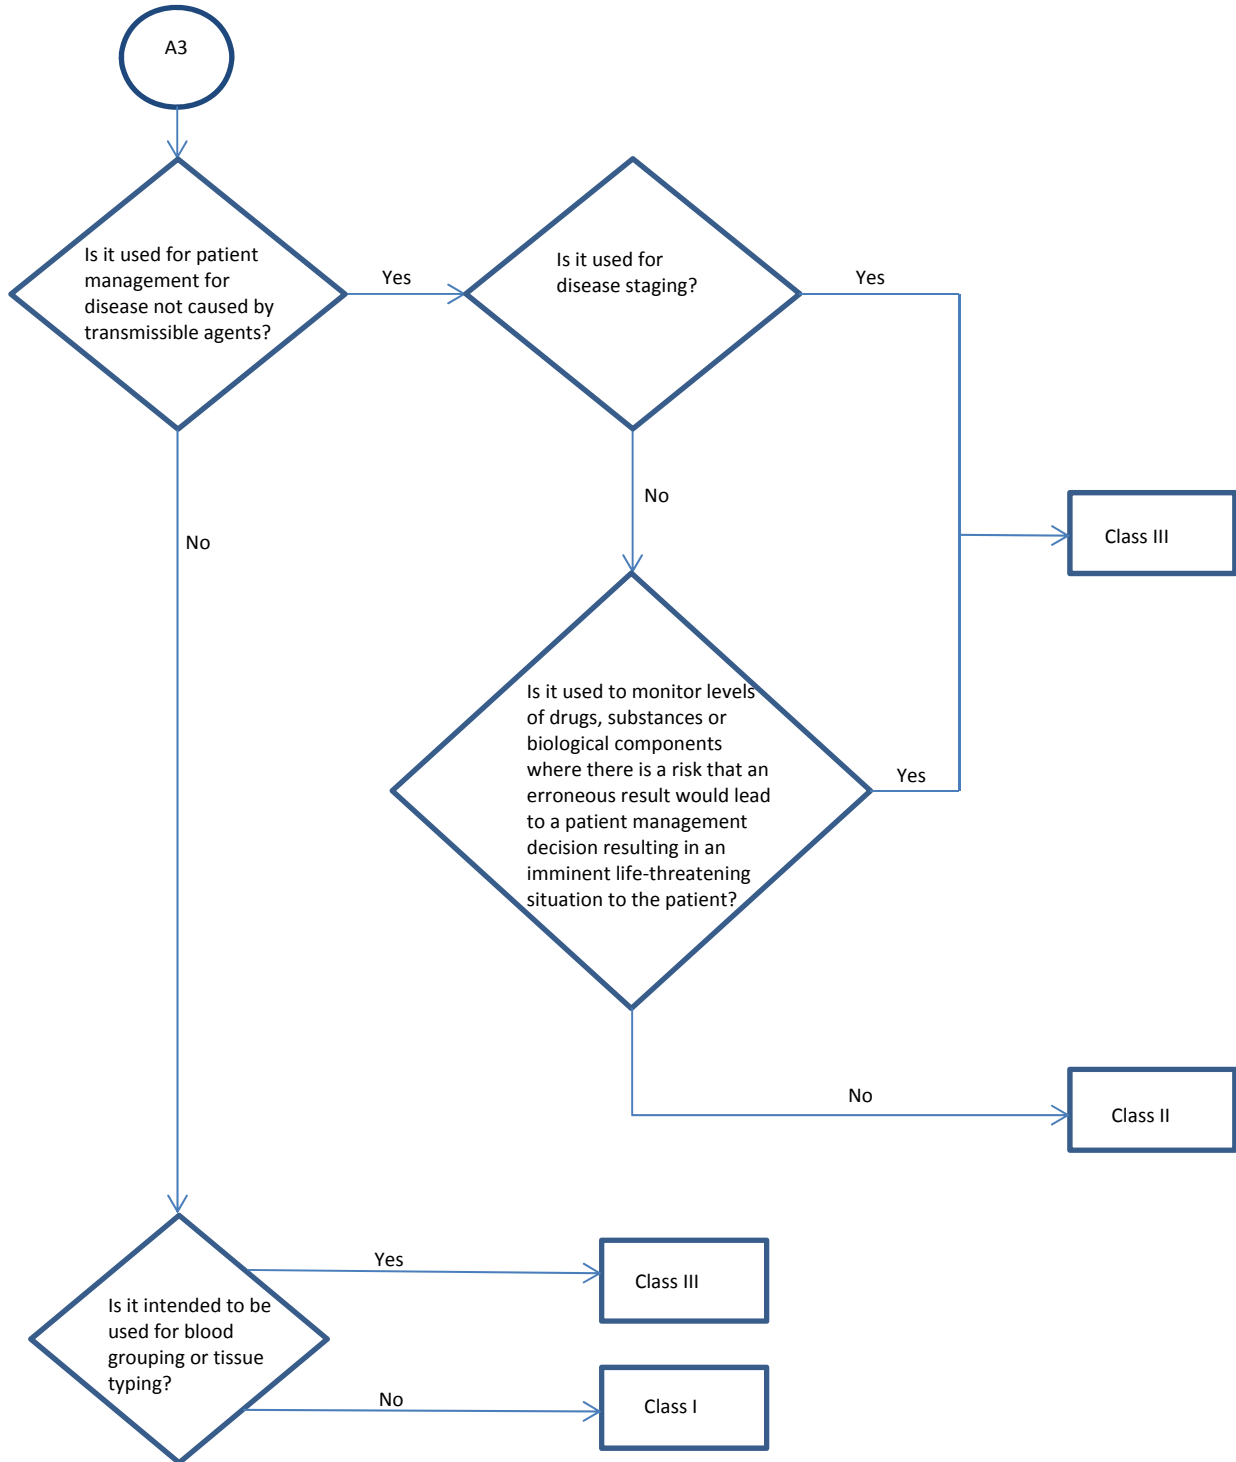 A3
Is it used for patient
management for
disease not caused by
transmissible agents?
Yes
Is it used for
disease staging?
Yes
No
No
Class III
Is it used to monitor levels
of drugs, substances or
biological components
where there is a risk that an
erroneous result would lead
to a patient management
decision resulting in an
imminent life-threatening
situation to the patient?
Yes
No
Class II
Is it intended to be
used for blood
grouping or tissue
typing?
Yes
Class III
No
Class I